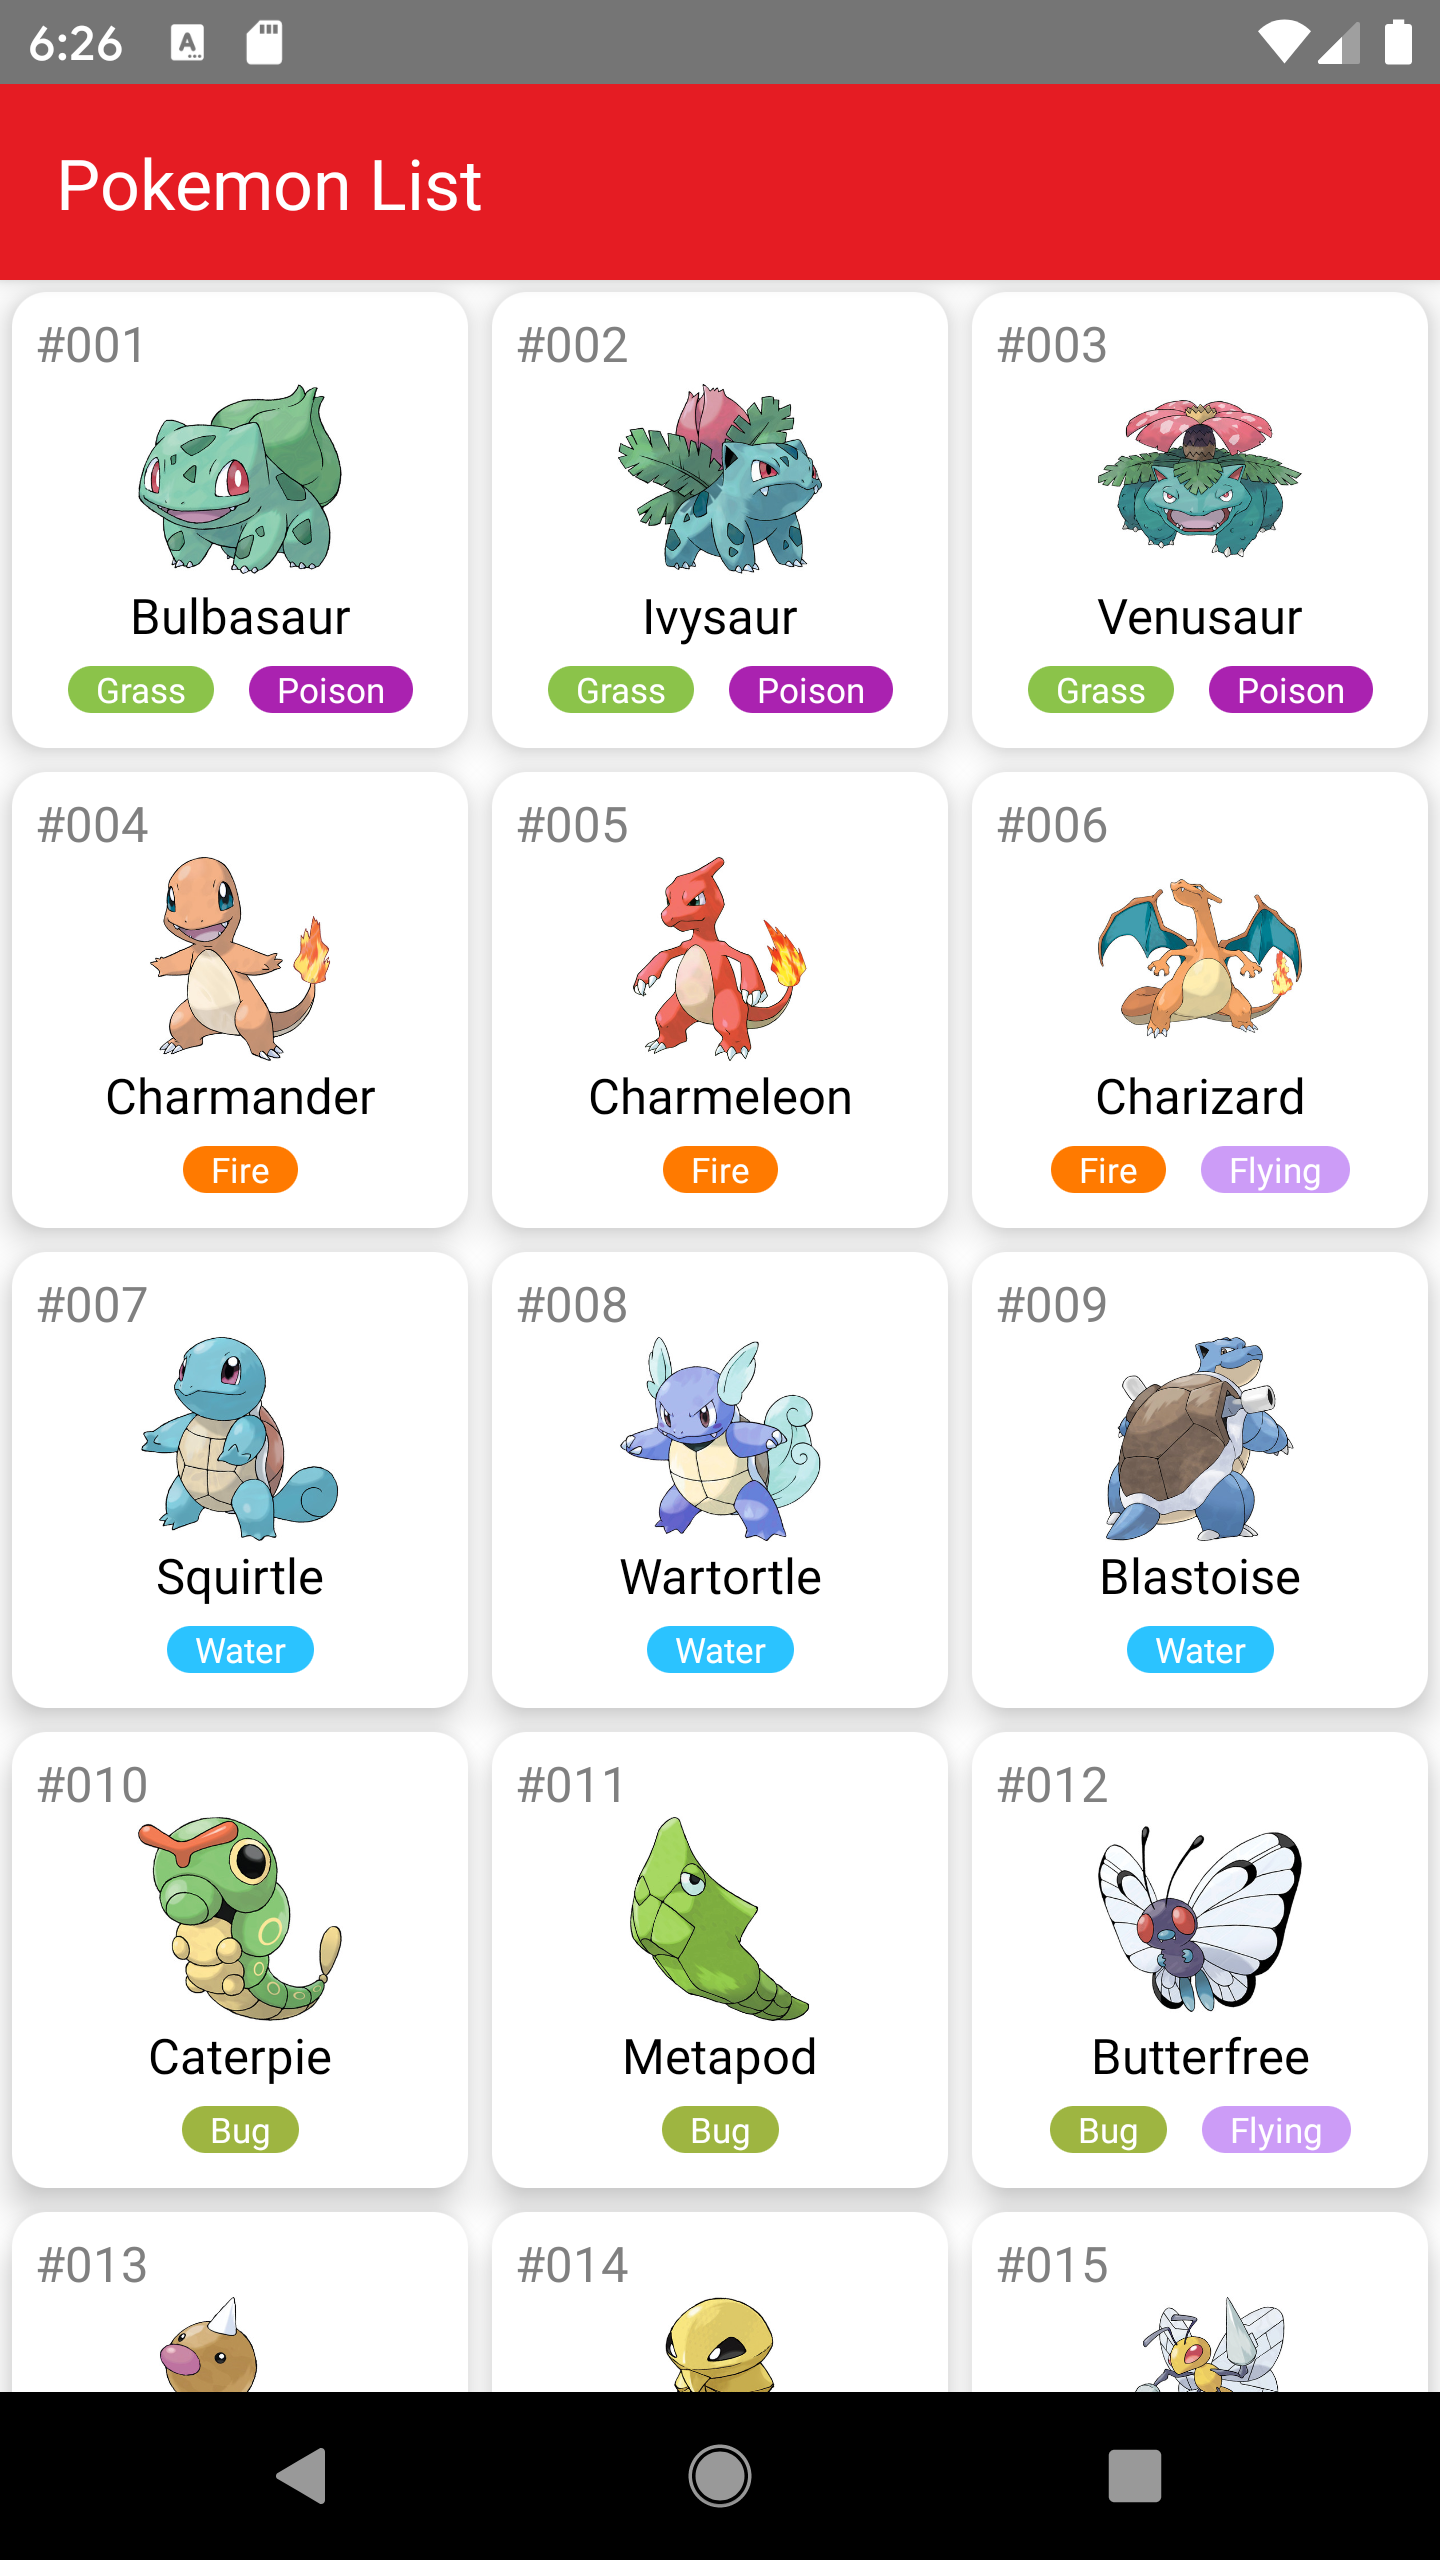 6:26
Pokemon List
#001
Bulbasaur
Grass Poison
#002
Ivysaur
Grass Poison
#003
Venusaur
Grass Poison
#004
Charmander
Fire
#005
Charmeleon
Fire
#006
Charizard
Fire Flying
#007
Squirtle
Water
#008
Wartortle
Water
#009
Blastoise
Water
#010
Caterpie
Bug
#011
Metapod
Bug
#012
Butterfree
Bug Flying
#013
#014
#015